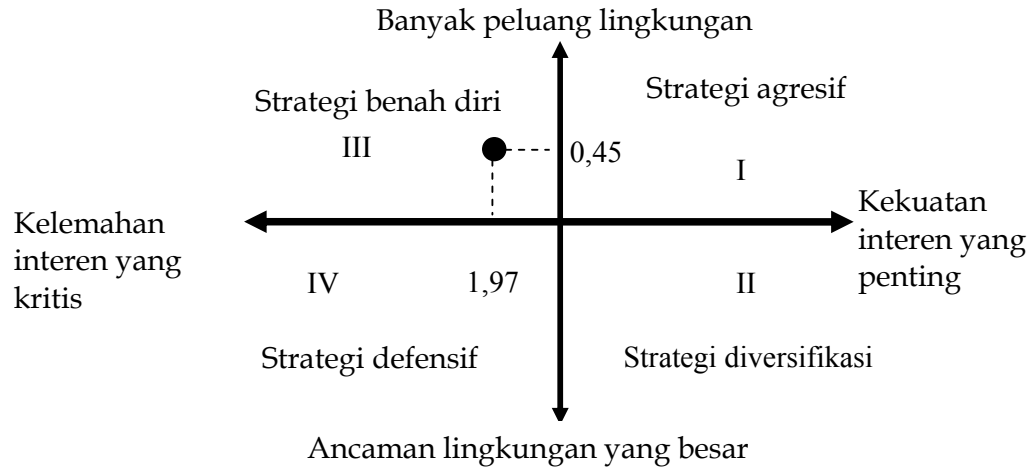 Banyak peluang lingkungan
Strategi benah diri
Strategi agresif
III
0,45
I
Kelemahan
interen yang
kritis
Kekuatan
interen yang
penting
IV
1,97
II
Strategi defensif
Strategi diversifikasi
Ancaman lingkungan yang besar